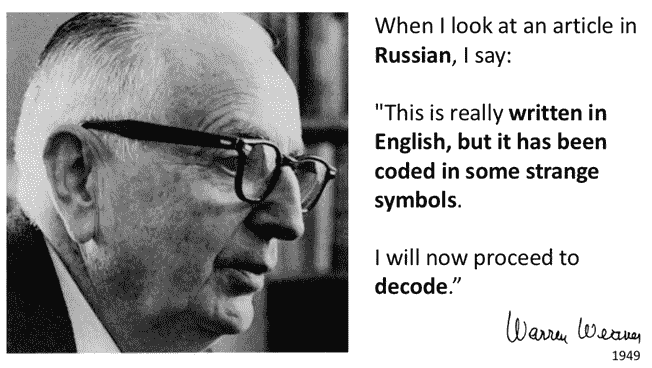 When I look at an article in
Russian, I say:
"This is really written in
English, but it has been
coded in some strange
symbols.
I will now proceed to
decode.”
Warren Weaver
1949